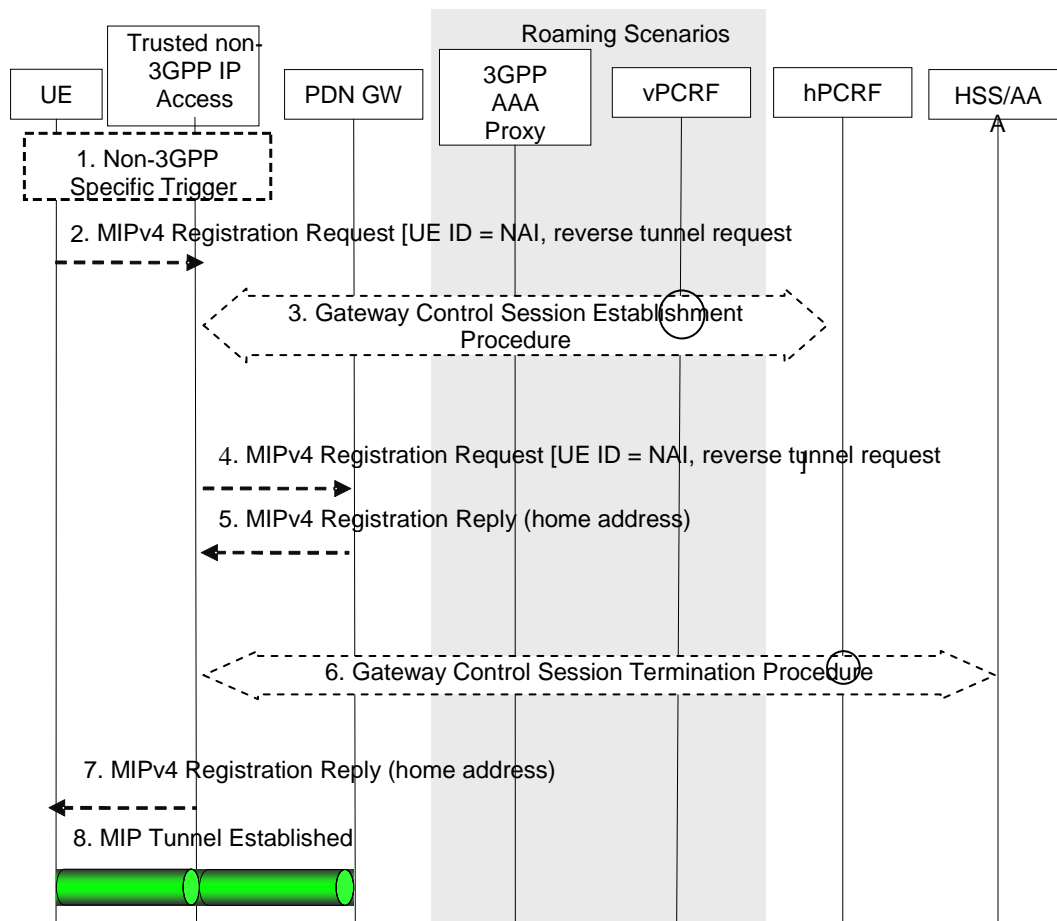 Roaming Scenarios
UE
Trusted non-
3GPP IP
Access
PDN GW
3GPP
AAA
Proxy
vPCRF
hPCRF
HSS/AA
A
1. Non-3GPP
Specific Trigger
2. MIPv4 Registration Request [UE ID = NAI, reverse tunnel request
3. Gateway Control Session Establishment
Procedure
4. MIPv4 Registration Request [UE ID = NAI, reverse tunnel request
]
5. MIPv4 Registration Reply (home address)
6. Gateway Control Session Termination Procedure
7. MIPv4 Registration Reply (home address)
8. MIP Tunnel Established